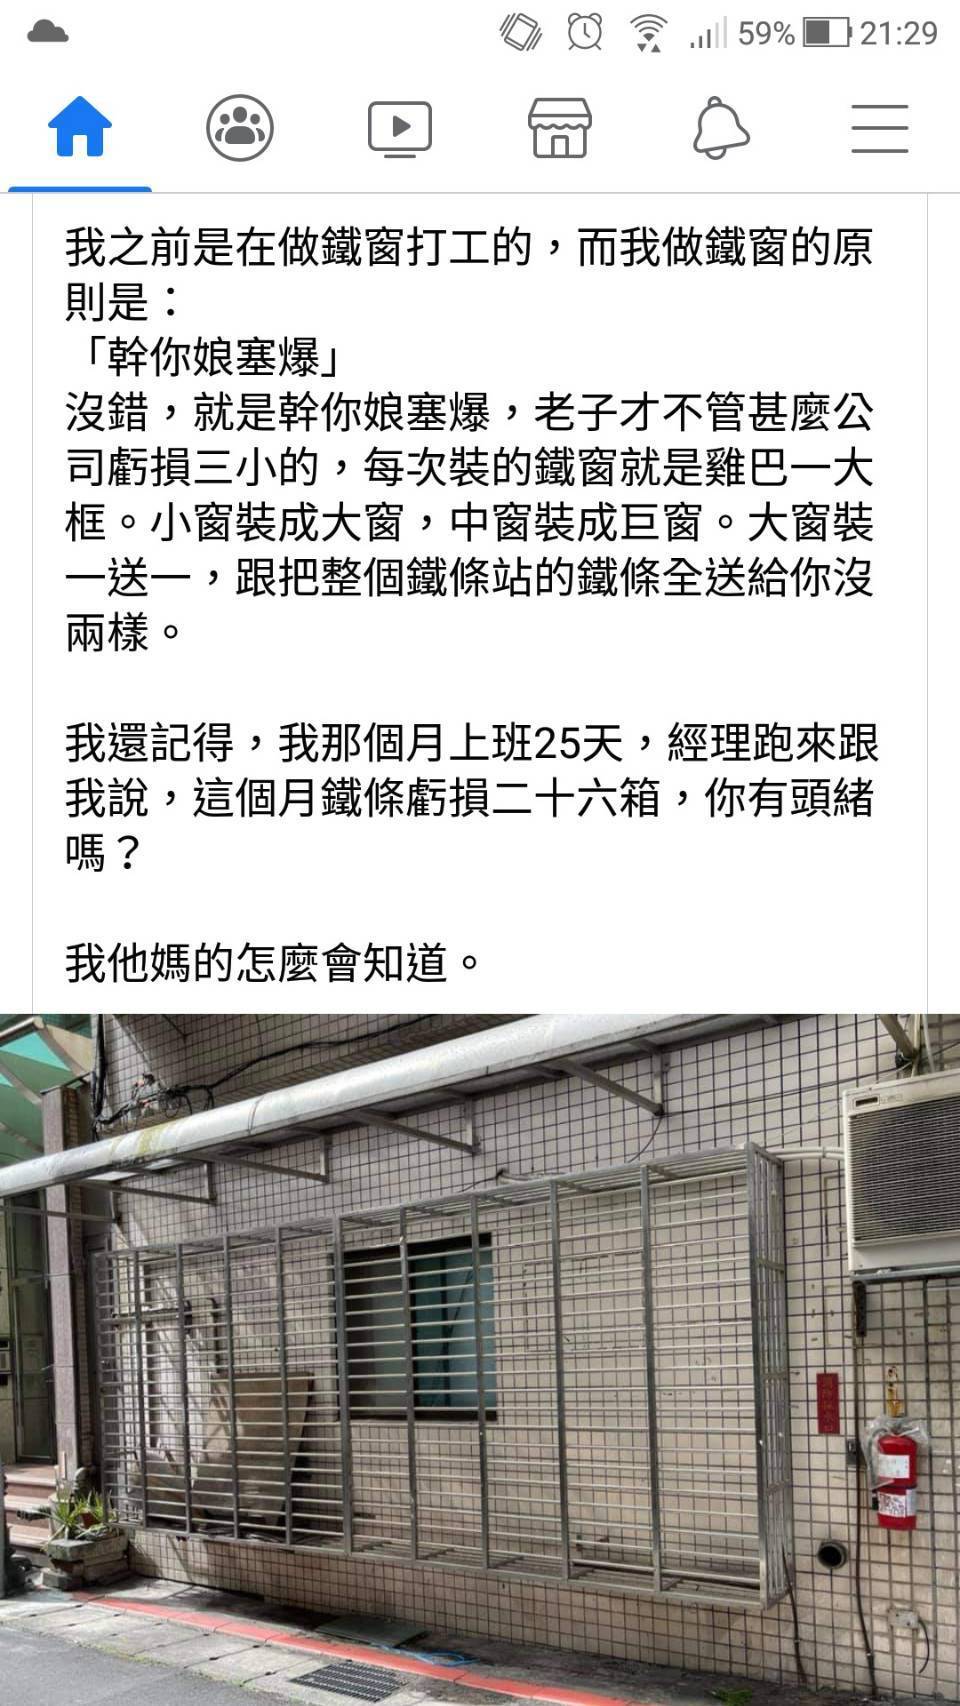 59% 21:29
我之前是在做鐵窗打工的，而我做鐵窗的原
則是：
「幹你娘塞爆」
沒錯，就是幹你娘塞爆，老子才不管甚麼公
司虧損三小的，每次裝的鐵窗就是雞巴一大
框。小窗裝成大窗，中窗裝成巨窗。大窗裝
一送一，跟把整個鐵條站的鐵條全送給你沒
兩樣。
我還記得，我那個月上班25天，經理跑來跟
我說，這個月鐵條虧損二十六箱，你有頭緒
嗎？
我他媽的怎麼會知道。